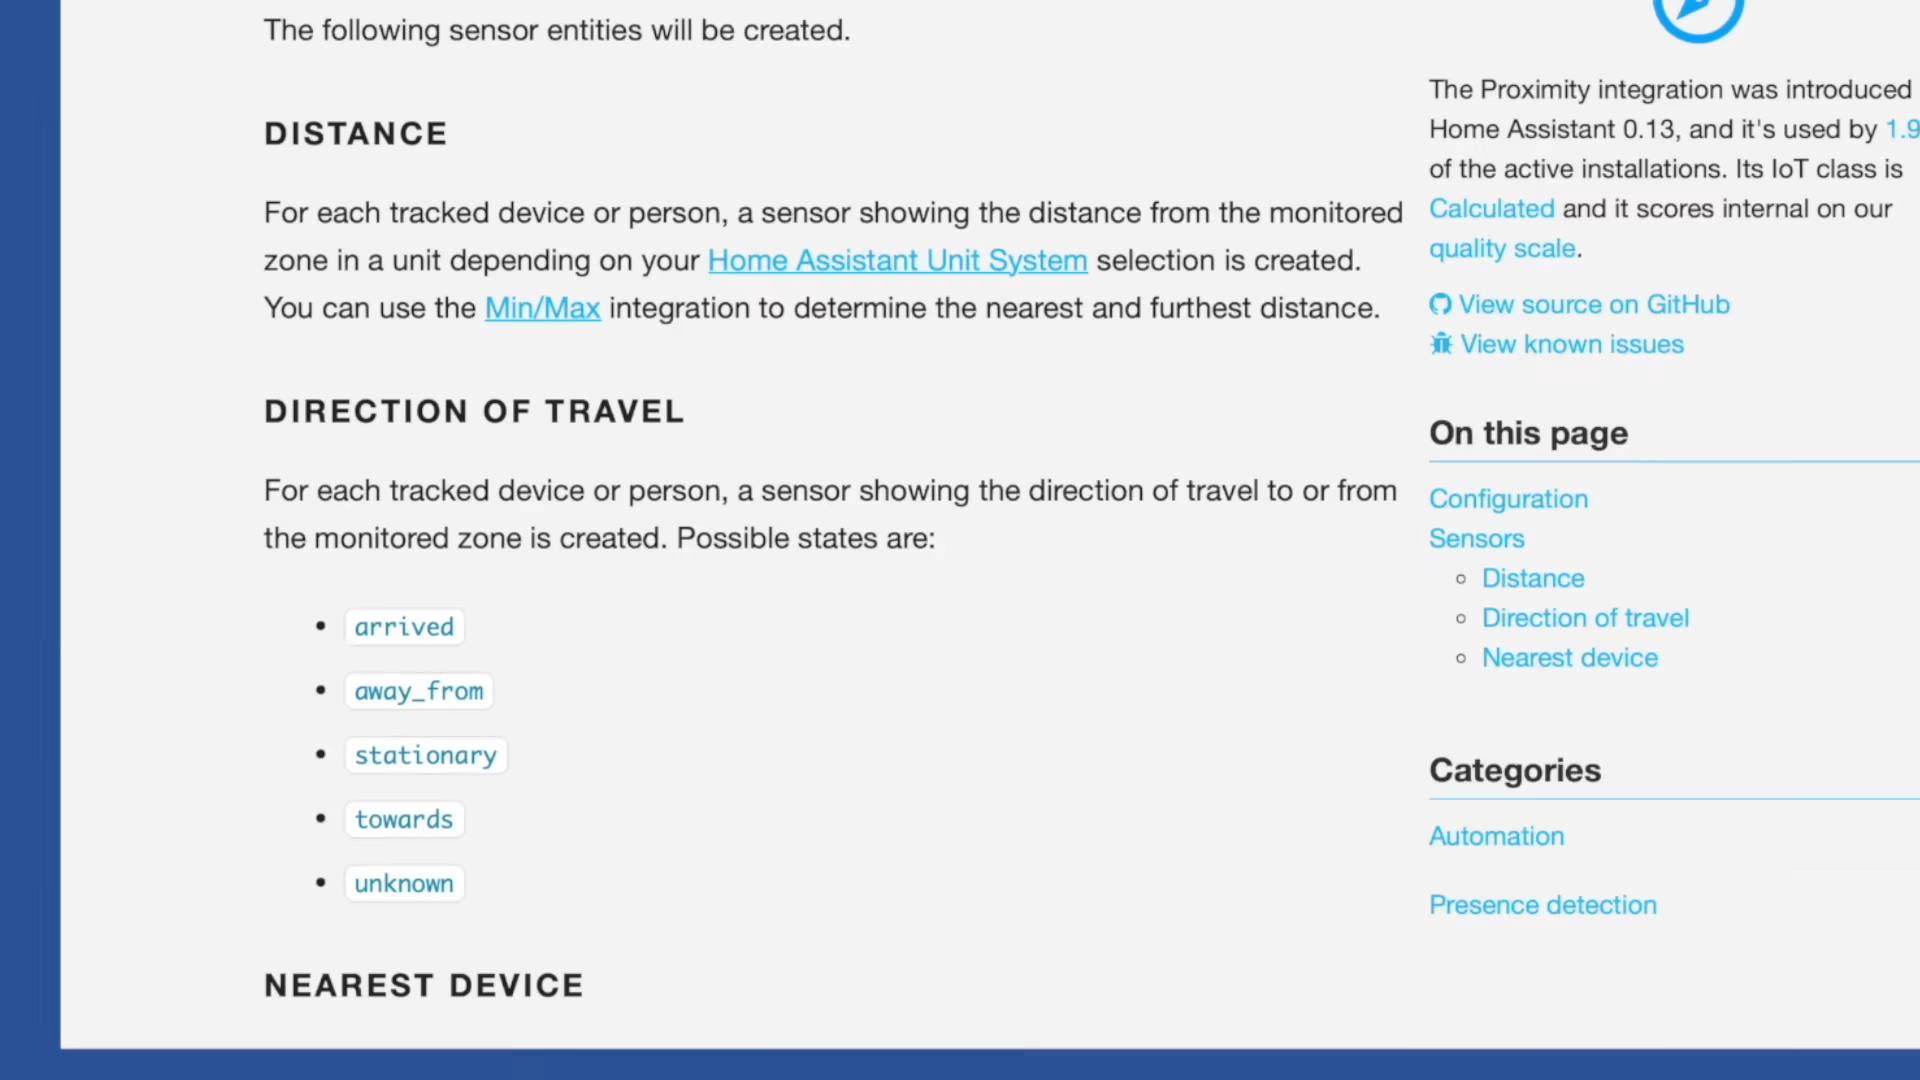 The following sensor entities will be created.
DISTANCE
For each tracked device or person, a sensor showing the distance from the monitored
zone in a unit depending on your Home Assistant Unit System selection is created.
You can use the Min/Max integration to determine the nearest and furthest distance.
DIRECTION OF TRAVEL
For each tracked device or person, a sensor showing the direction of travel to or from
the monitored zone is created. Possible states are:
arrived
away_from
stationary
towards
unknown
NEAREST DEVICE
The Proximity integration was introduced
Home Assistant 0.13, and it's used by 1.9
of the active installations. Its IoT class is
Calculated and it scores internal on our
quality scale.
View source on GitHub
View known issues
On this page
Configuration
Sensors
Distance
Direction of travel
Nearest device
Categories
Automation
Presence detection